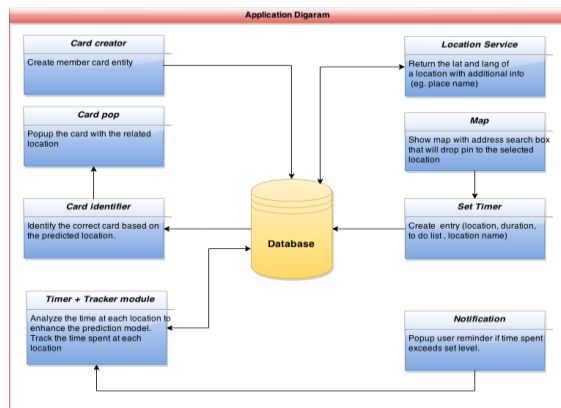 Application Digaram
Card creator
Create member card entity
Card pop
Popup the card with the related
location
Card identifier
Identify the correct card based on
the predicted location.
Timer + Tracker module
Analyze the time at each location to
enhance the prediction model.
Track the time spent at each
location
Database
Location Service
Return the lat and lang of
a location with additional info
(eg. place name)
Map
Show map with address search box
that will drop pin to the selected
location
Set Timer
Create entry (location, duration,
to do list , location name)
Notification
Popup user reminder if time spent
exceeds set level.